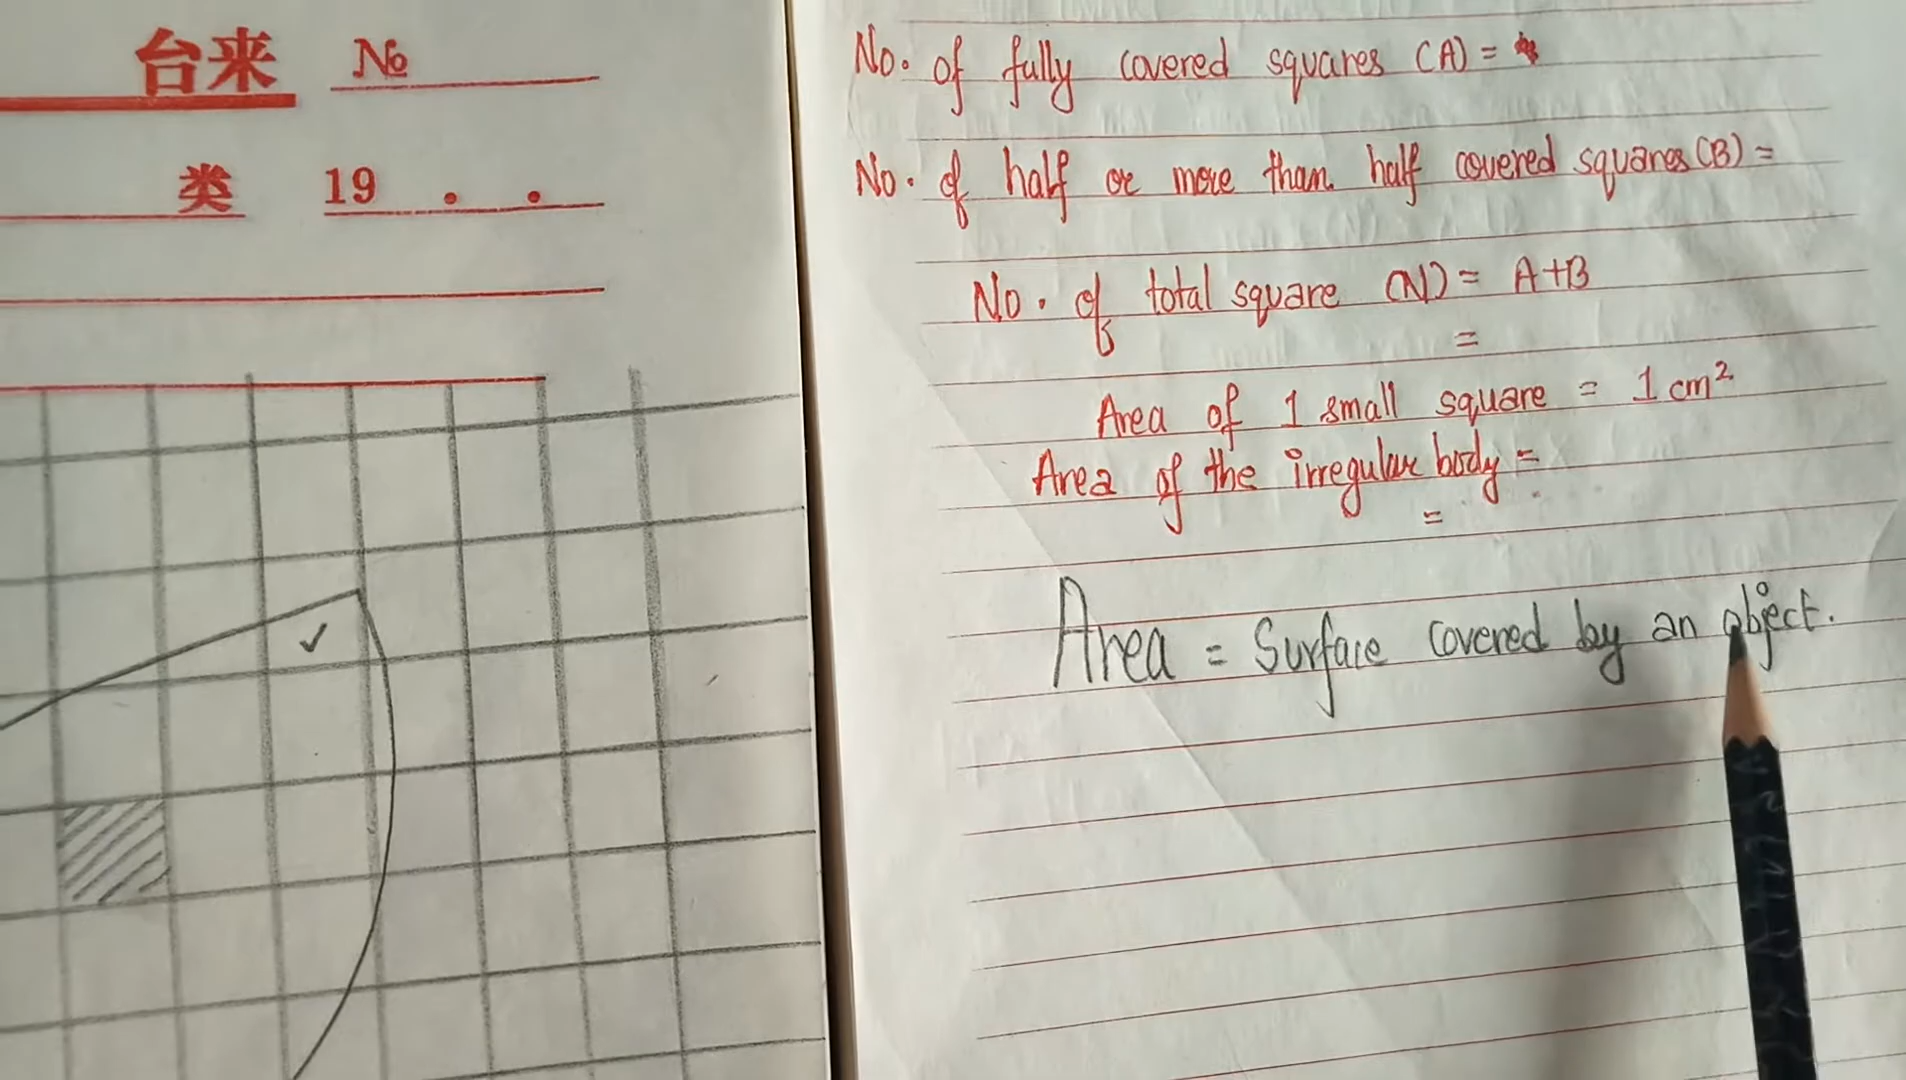 台来 №
类 19 . .
No. of fully covered squares (A) =
No. of half or more than half covered squares (B) =
No. of total square (N) = A+B
=
Area of 1 small square = 1 cm²
Area of the irregular body =
=
Area = Surface covered by an object.